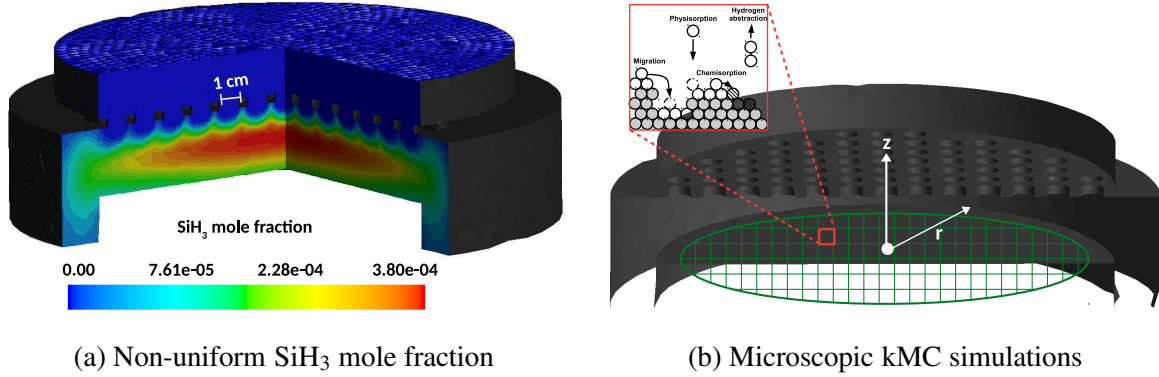 1 cm
SiH₃ mole fraction
0.00 7.61e-05 2.28e-04 3.80e-04
(a) Non-uniform SiH₃ mole fraction
Hydrogen
abstraction
Physisorption
Migration
Chemisorption
z
r
(b) Microscopic kMC simulations